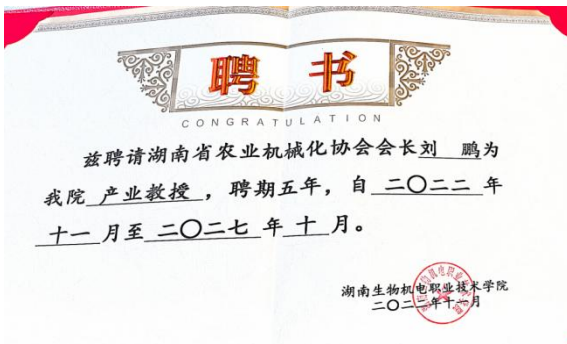 聘书
CONGRATULATION
兹聘请湖南省农业机械化协会会长刘 鹏为
我院 产业教授 ，聘期五年，自 二〇二二 年
十一 月至 二〇二七 年 十 月。
湖南生物机电职业技术学院
二〇二二年十一月